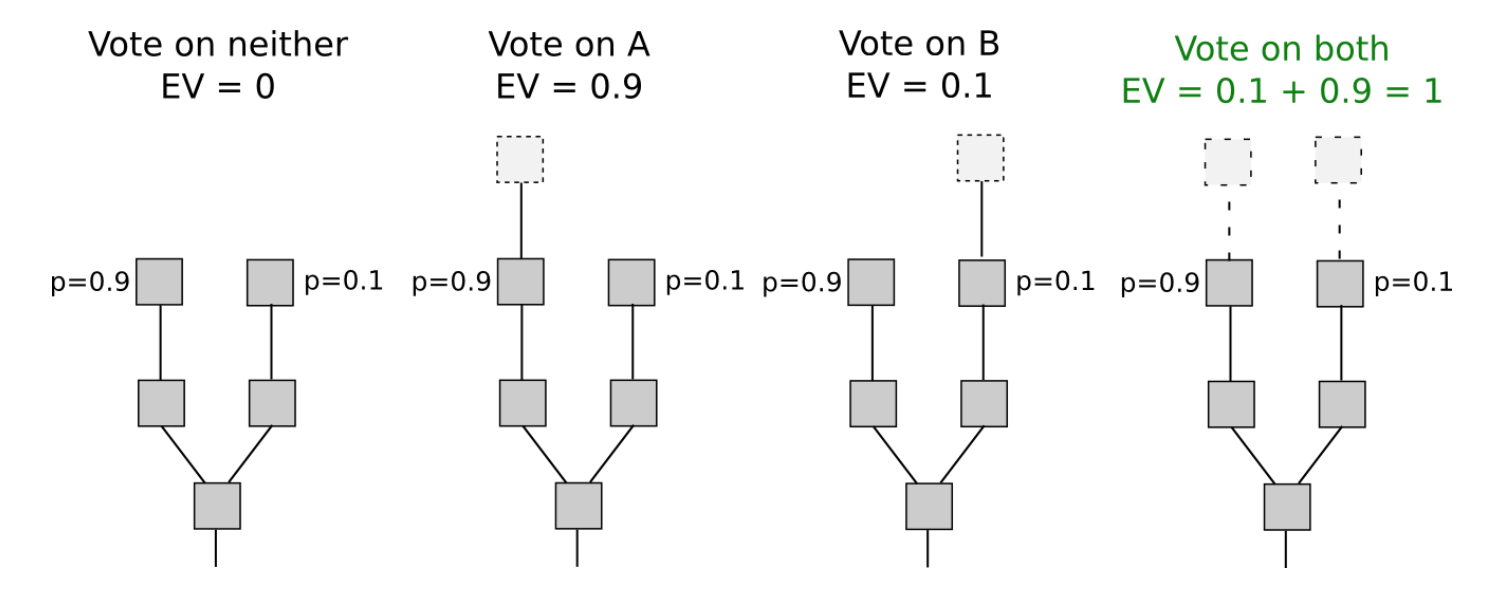 Vote on neither
EV = 0
Vote on A
EV = 0.9
Vote on B
EV = 0.1
Vote on both
EV = 0.1 + 0.9 = 1
p=0.9
p=0.1
p=0.9
p=0.1
p=0.9
p=0.1
p=0.9
p=0.1